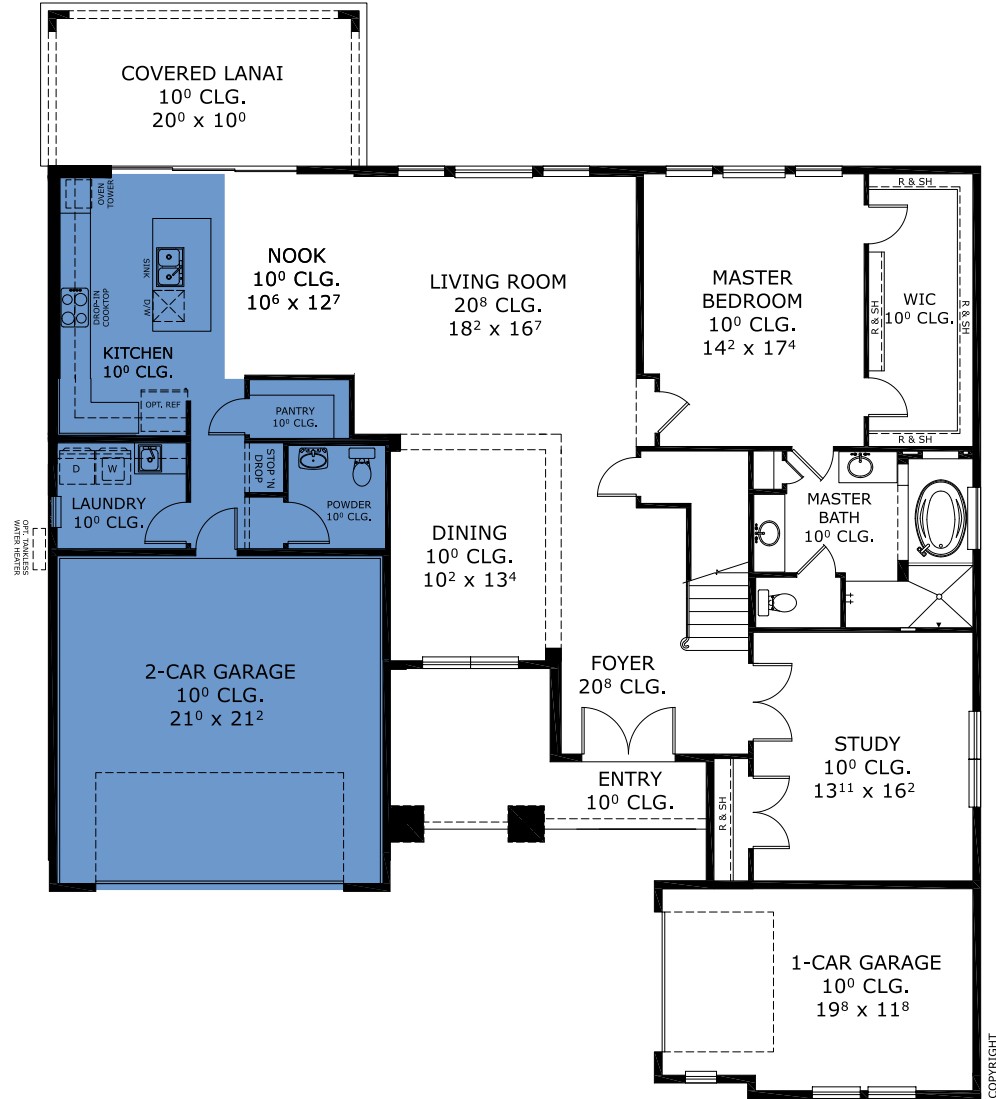 COVERED LANAI
10⁰ CLG.
20⁰ x 10⁰
OVEN
TOWER
SINK
D/W
DROP-IN
COOKTOP
KITCHEN
10⁰ CLG.
OPT. REF
NOOK
10⁰ CLG.
10⁶ x 12⁷
LIVING ROOM
20⁸ CLG.
18² x 16⁷
MASTER
BEDROOM
10⁰ CLG.
14² x 17⁴
R & SH
R & SH
WIC
10⁰ CLG.
R & SH
R & SH
PANTRY
10⁰ CLG.
D
W
LAUNDRY
10⁰ CLG.
STOP 'N
DROP
POWDER
10⁰ CLG.
OPT. TANKLESS
WATER HEATER
DINING
10⁰ CLG.
10² x 13⁴
MASTER
BATH
10⁰ CLG.
2-CAR GARAGE
10⁰ CLG.
21⁰ x 21²
FOYER
20⁸ CLG.
ENTRY
10⁰ CLG.
R & SH
STUDY
10⁰ CLG.
13¹¹ x 16²
1-CAR GARAGE
10⁰ CLG.
19⁸ x 11⁸
COPYRIGHT